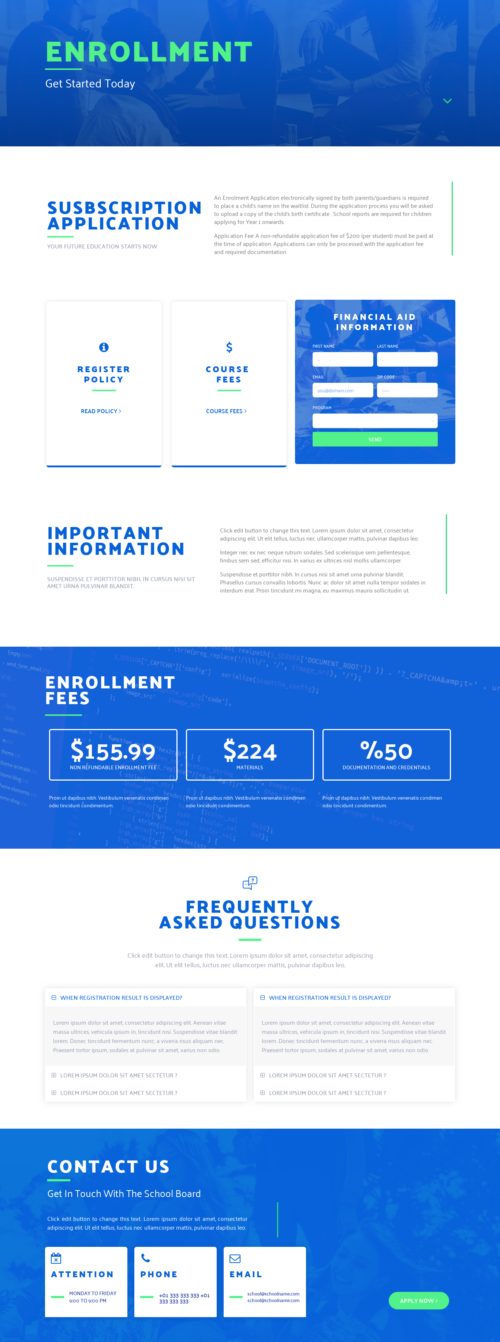 ENROLLMENT
Get Started Today
SUSBSCRIPTION
APPLICATION
YOUR FUTURE EDUCATION STARTS NOW
An Enrolment Application electronically signed by both parents/guardians is required
to place a child's name on the waitlist. During the application process you will be asked
to upload a copy of the child's birth certificate . School reports are required for children
applying for Year 1 onwards
Application Fee A non-refundable application fee of $200 (per student) must be paid at
the time of application. Applications can only be processed with the application fee
and required documentation.
REGISTER
POLICY
READ POLICY >
COURSE
FEES
COURSE FEES >
FINANCIAL AID
INFORMATION
FIRST NAME
LAST NAME
EMAIL
ZIP CODE
PROGRAM
SEND
IMPORTANT
INFORMATION
SUSPENDISSE ET PORTTITOR NIBH. IN CURSUS NISI SIT
AMET URNA PULVINAR BLANDIT.
Click edit button to change this text. Lorem ipsum dolor sit amet, consectetur
adipiscing elit. Ut elit tellus, luctus nec ullamcorper mattis, pulvinar dapibus leo.
Integer nec ex nec neque rutrum sodales. Sed scelerisque sem pellentesque,
finibus sem sed, efficitur nisi. In varius ex ultrices nisl mollis ullamcorper.
Suspendisse et porttitor nibh. In cursus nisi sit amet urna pulvinar blandit.
Phasellus cursus convallis lobortis. Nunc ac dolor sit amet nulla tempor sodales in
interdum erat. Proin tincidunt mi magna, eu maximus mauris sollicitudin ut.
ENROLLMENT
FEES
$155.99
NON REFUNDABLE ENROLLMENT FEE
$224
MATERIALS
%50
DOCUMENTATION AND CREDENTIALS
Proin ut dapibus nibh. Vestibulum venenatis condimen
odio tincidunt condimentum.
Proin ut dapibus nibh. Vestibulum venenatis condimen
odio tincidunt condimentum.
Proin ut dapibus nibh. Vestibulum venenatis condimen
odio tincidunt condimentum.
FREQUENTLY
ASKED QUESTIONS
Click edit button to change this text. Lorem ipsum dolor sit amet, consectetur adipiscing
elit. Ut elit tellus, luctus nec ullamcorper mattis, pulvinar dapibus leo.
WHEN REGISTRATION RESULT IS DISPLAYED?
Lorem ipsum dolor sit amet, consectetur adipiscing elit. Aenean vitae
massa ultrices, vehicula ipsum in, tincidunt nisi. Suspendisse vitae blandit
lorem. Donec tincidunt fermentum nunc, a viverra risus aliquam nec.
Praesent tortor ipsum, sodales at pulvinar sit amet, varius non odio.
LOREM IPSUM DOLOR SIT AMET SECTETUR ?
LOREM IPSUM DOLOR SIT AMET SECTETUR ?
WHEN REGISTRATION RESULT IS DISPLAYED?
Lorem ipsum dolor sit amet, consectetur adipiscing elit. Aenean vitae
massa ultrices, vehicula ipsum in, tincidunt nisi. Suspendisse vitae blandit
lorem. Donec tincidunt fermentum nunc, a viverra risus aliquam nec.
Praesent tortor ipsum, sodales at pulvinar sit amet, varius non odio.
LOREM IPSUM DOLOR SIT AMET SECTETUR ?
LOREM IPSUM DOLOR SIT AMET SECTETUR ?
CONTACT US
Get In Touch With The School Board
Click edit button to change this text. Lorem ipsum dolor sit
amet, consectetur adipiscing elit. Ut elit tellus, luctus nec
ATTENTION
MONDAY TO FRIDAY
9:00 TO 9:00 PM
PHONE
+01 333 333 333 +01
333 333 333
EMAIL
school@schoolname.com
school@schoolname.com
APPLY NOW >